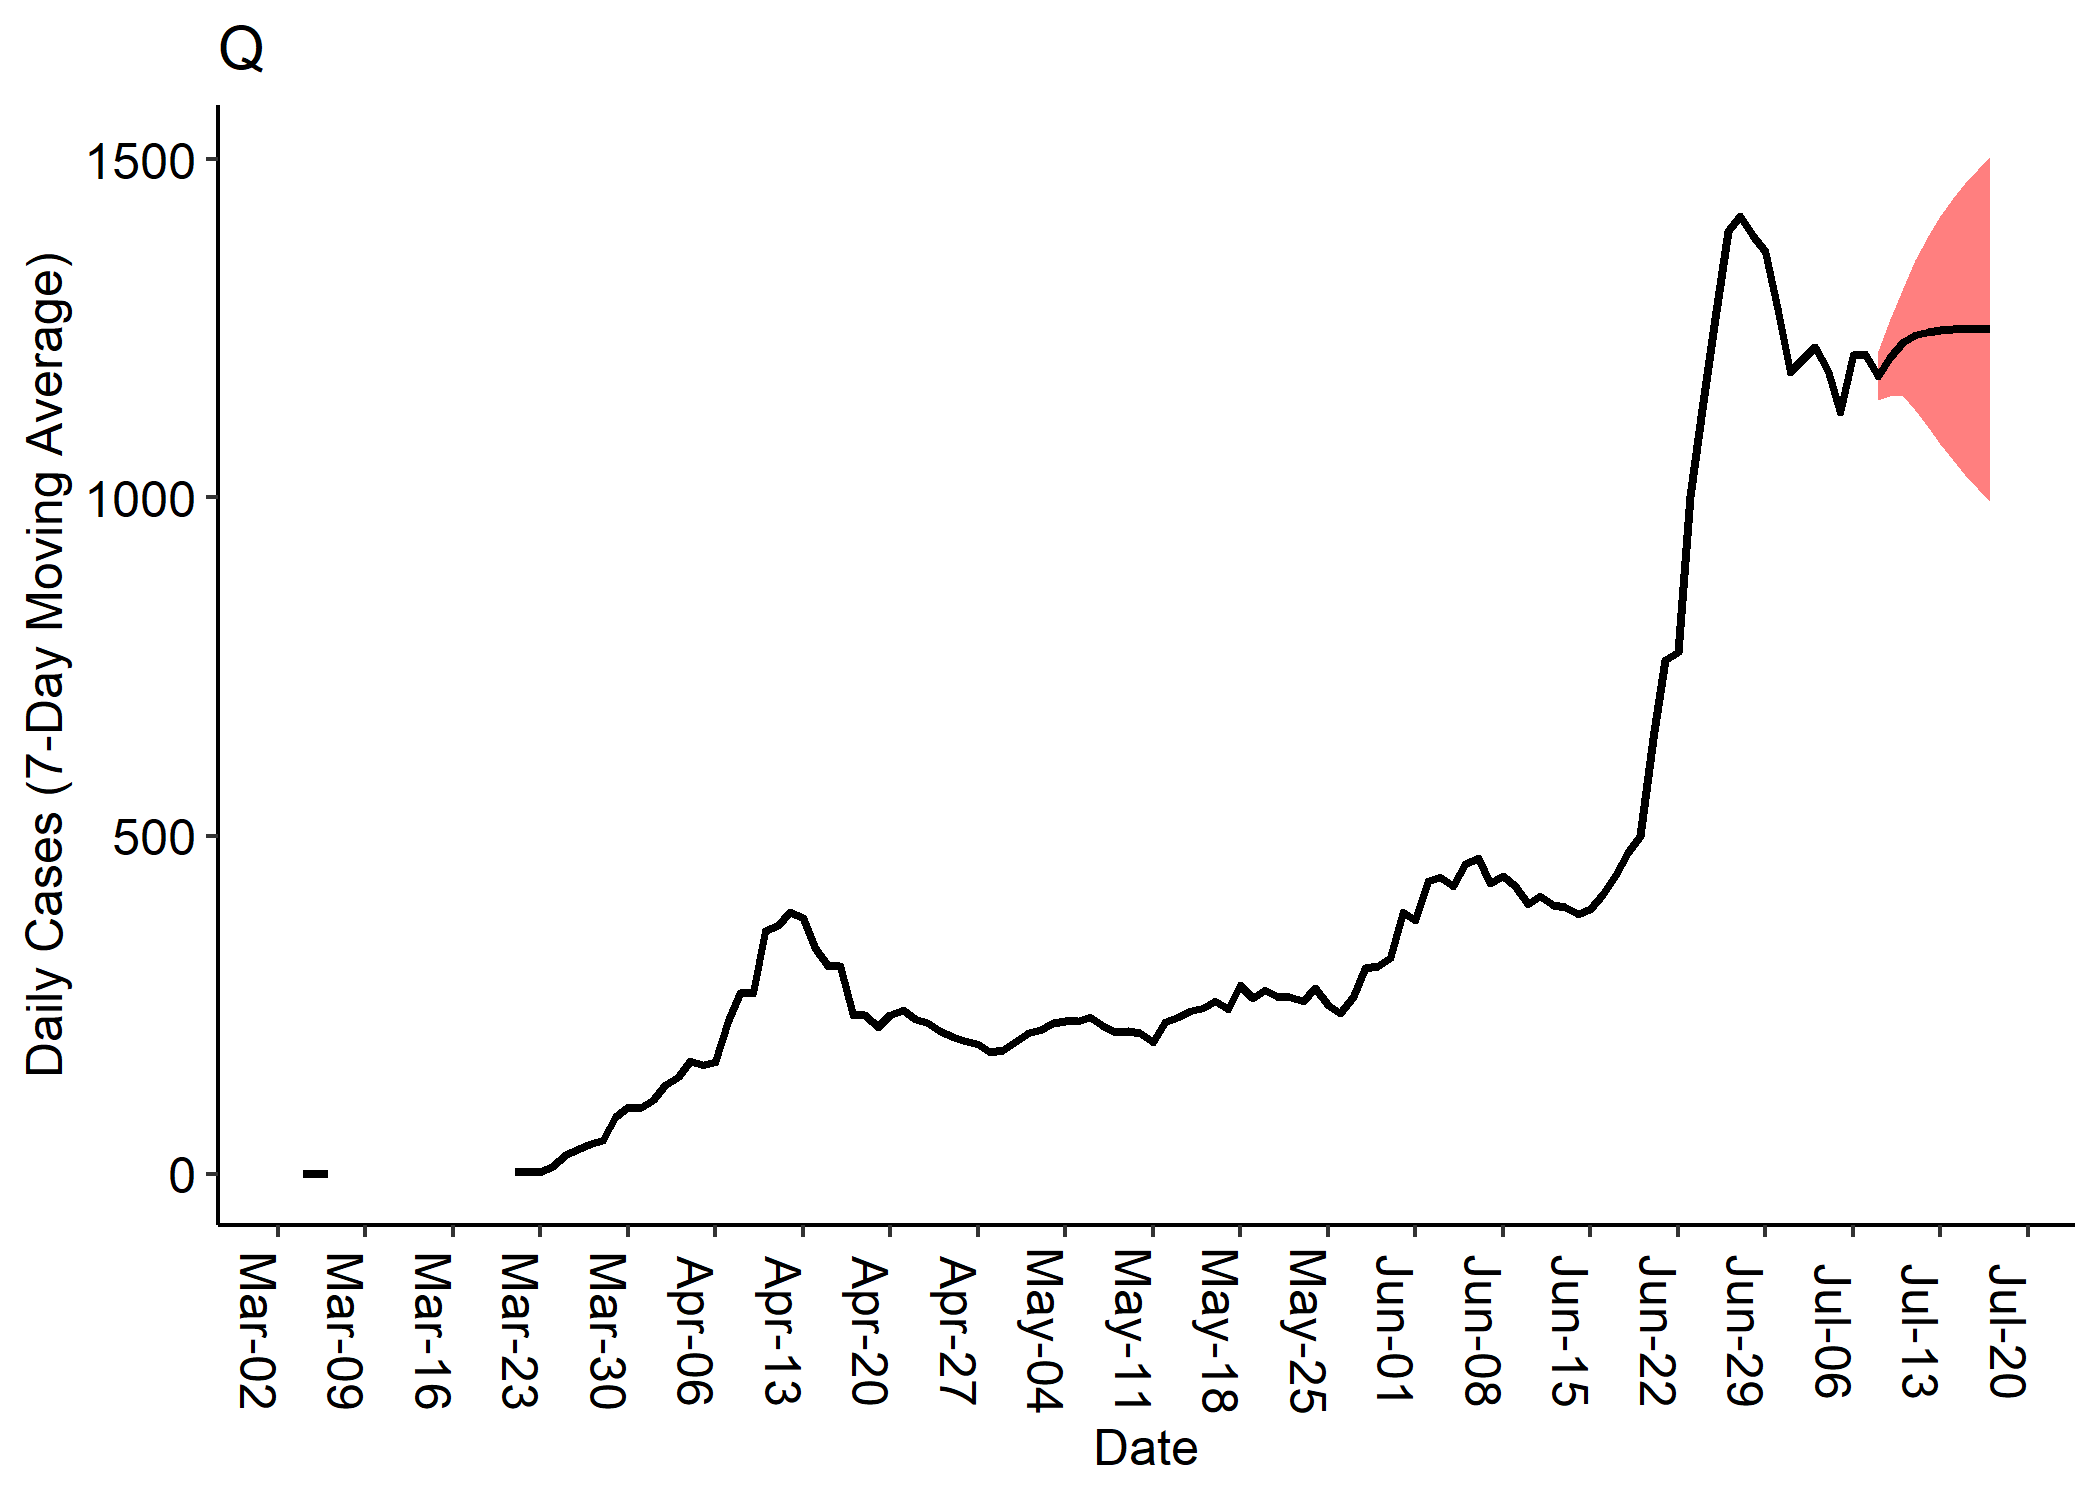 Q
Daily Cases (7-Day Moving Average)
1500
1000
500
0
Mar-02
Mar-09
Mar-16
Mar-23
Mar-30
Apr-06
Apr-13
Apr-20
Apr-27
May-04
May-11
May-18
May-25
Jun-01
Jun-08
Jun-15
Jun-22
Jun-29
Jul-06
Jul-13
Jul-20
Date